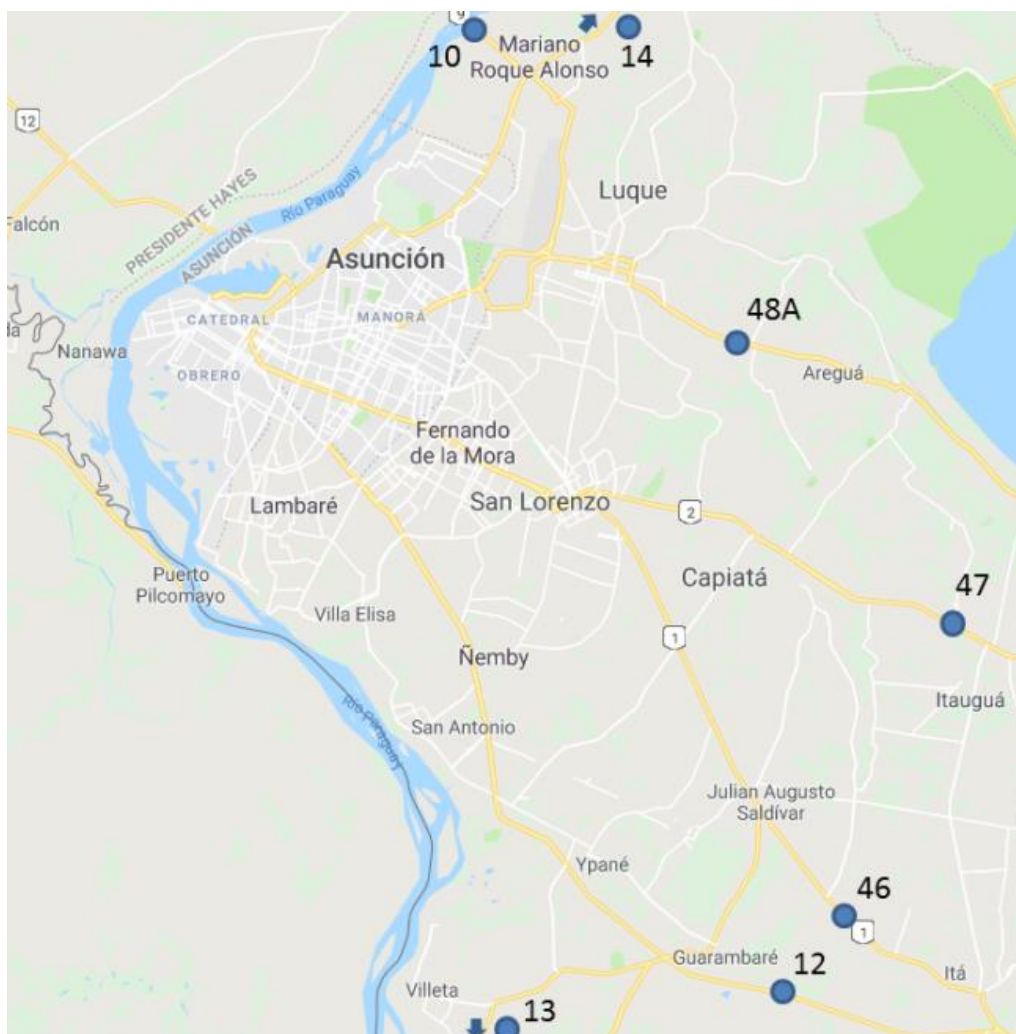 9
10
Mariano
Roque Alonso
14
12
Río Paraguay
PRESIDENTE HAYES
ASUNCIÓN
Luque
Falcón
Asunción
CATEDRAL
MANORÁ
48A
da
Nanawa
OBRERO
Areguá
Fernando
de la Mora
Lambaré
San Lorenzo
2
Puerto
Pilcomayo
Capiatá
47
Villa Elisa
1
Ñemby
Itauguá
Río Paraguay
San Antonio
Julian Augusto
Saldívar
Ypané
46
1
Guarambaré
12
Itá
Villeta
13